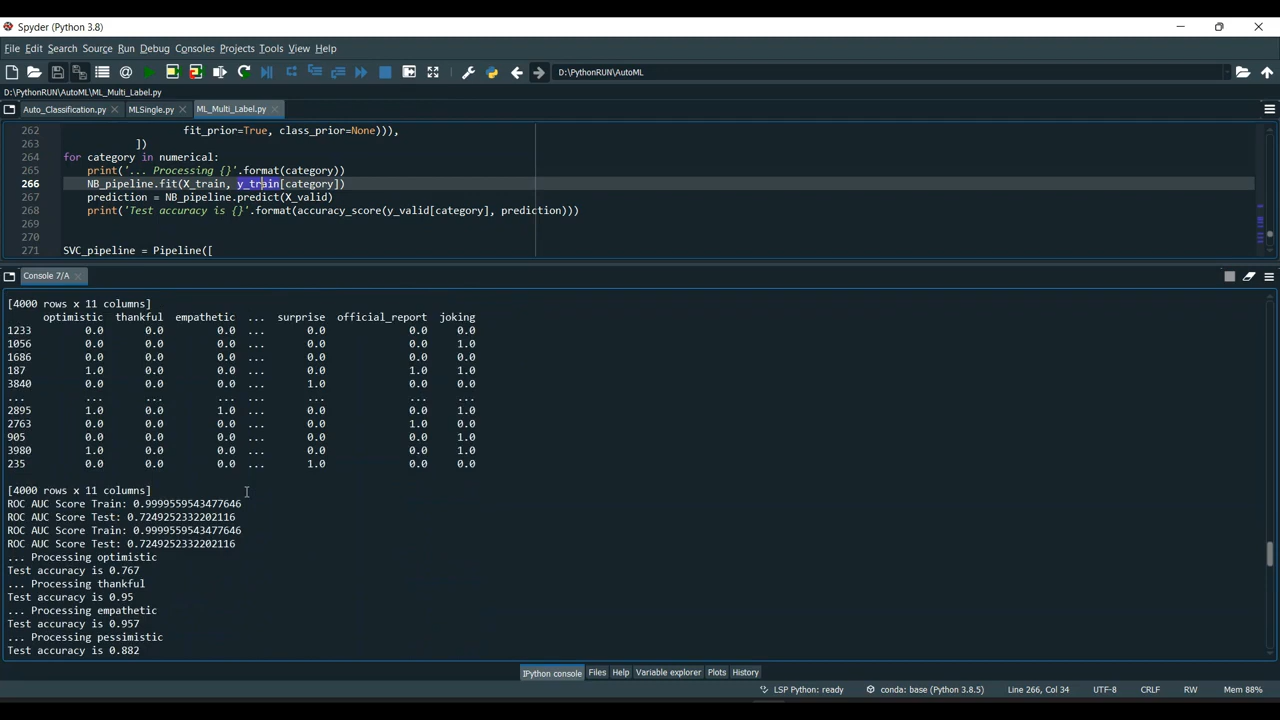 Spyder (Python 3.8)
File Edit Search Source Run Debug Consoles Projects Tools View Help
D:\PythonRUN\AutoML
D:\PythonRUN\AutoML\ML_Multi_Label.py
Auto_Classification.py MLSingle.py ML_Multi_Label.py
262 fit_prior=True, class_prior=None))),
263 ])
264 for category in numerical:
265 print('... Processing {}'.format(category))
266 NB_pipeline.fit(X_train, y_train[category])
267 prediction = NB_pipeline.predict(X_valid)
268 print('Test accuracy is {}'.format(accuracy_score(y_valid[category], prediction)))
269
270
271 SVC_pipeline = Pipeline([
Console 7/A
[4000 rows x 11 columns]
optimistic thankful empathetic ... surprise official_report joking
1233 0.0 0.0 0.0 ... 0.0 0.0 0.0
1056 0.0 0.0 0.0 ... 0.0 0.0 1.0
1686 0.0 0.0 0.0 ... 0.0 0.0 0.0
187 1.0 0.0 0.0 ... 0.0 1.0 1.0
3840 0.0 0.0 0.0 ... 1.0 0.0 0.0
... ... ... ... ... ... ... ...
2895 1.0 0.0 1.0 ... 0.0 0.0 1.0
2763 0.0 0.0 0.0 ... 0.0 1.0 0.0
905 0.0 0.0 0.0 ... 0.0 0.0 1.0
3980 1.0 0.0 0.0 ... 0.0 0.0 1.0
235 0.0 0.0 0.0 ... 1.0 0.0 0.0
[4000 rows x 11 columns]
ROC AUC Score Train: 0.9999559543477646
ROC AUC Score Test: 0.7249252332202116
ROC AUC Score Train: 0.9999559543477646
ROC AUC Score Test: 0.7249252332202116
... Processing optimistic
Test accuracy is 0.767
... Processing thankful
Test accuracy is 0.95
... Processing empathetic
Test accuracy is 0.957
... Processing pessimistic
Test accuracy is 0.882
IPython console Files Help Variable explorer Plots History
LSP Python: ready conda: base (Python 3.8.5) Line 266, Col 34 UTF-8 CRLF RW Mem 88%